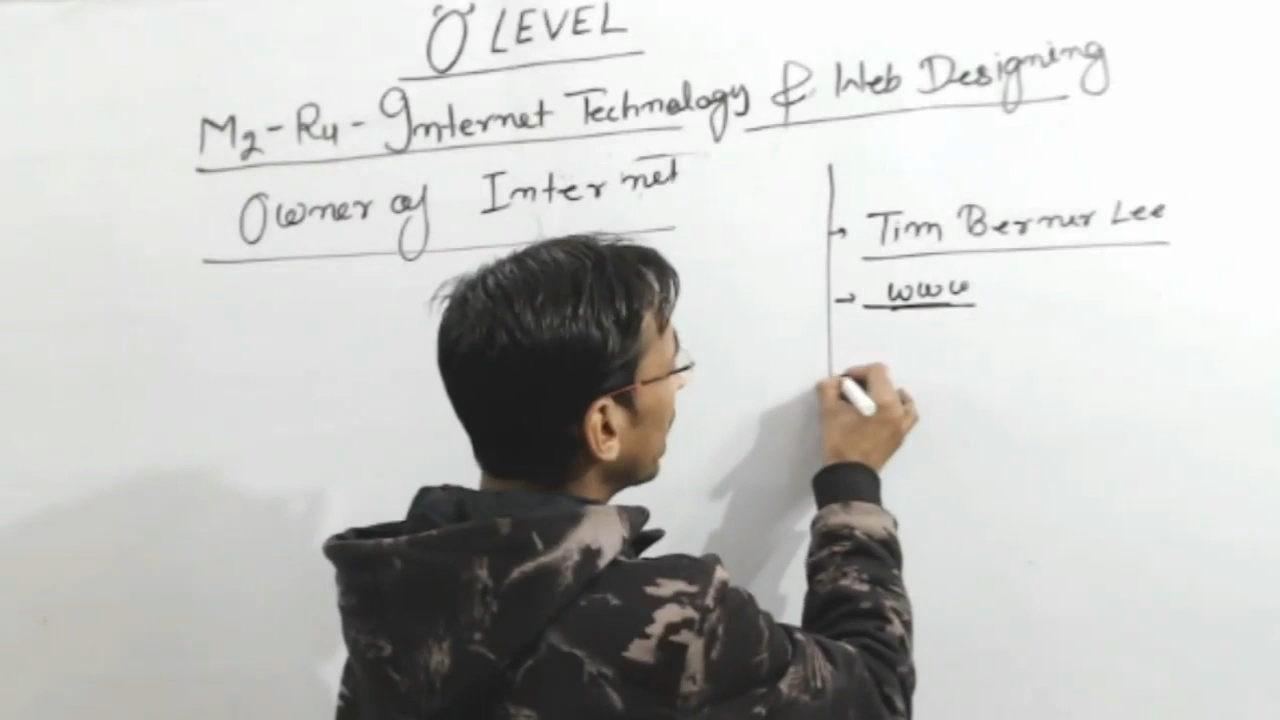 'O' LEVEL
M2-R4-Internet Technology & Web Designing
Owner of Internet
→ Tim Berner Lee
→ www